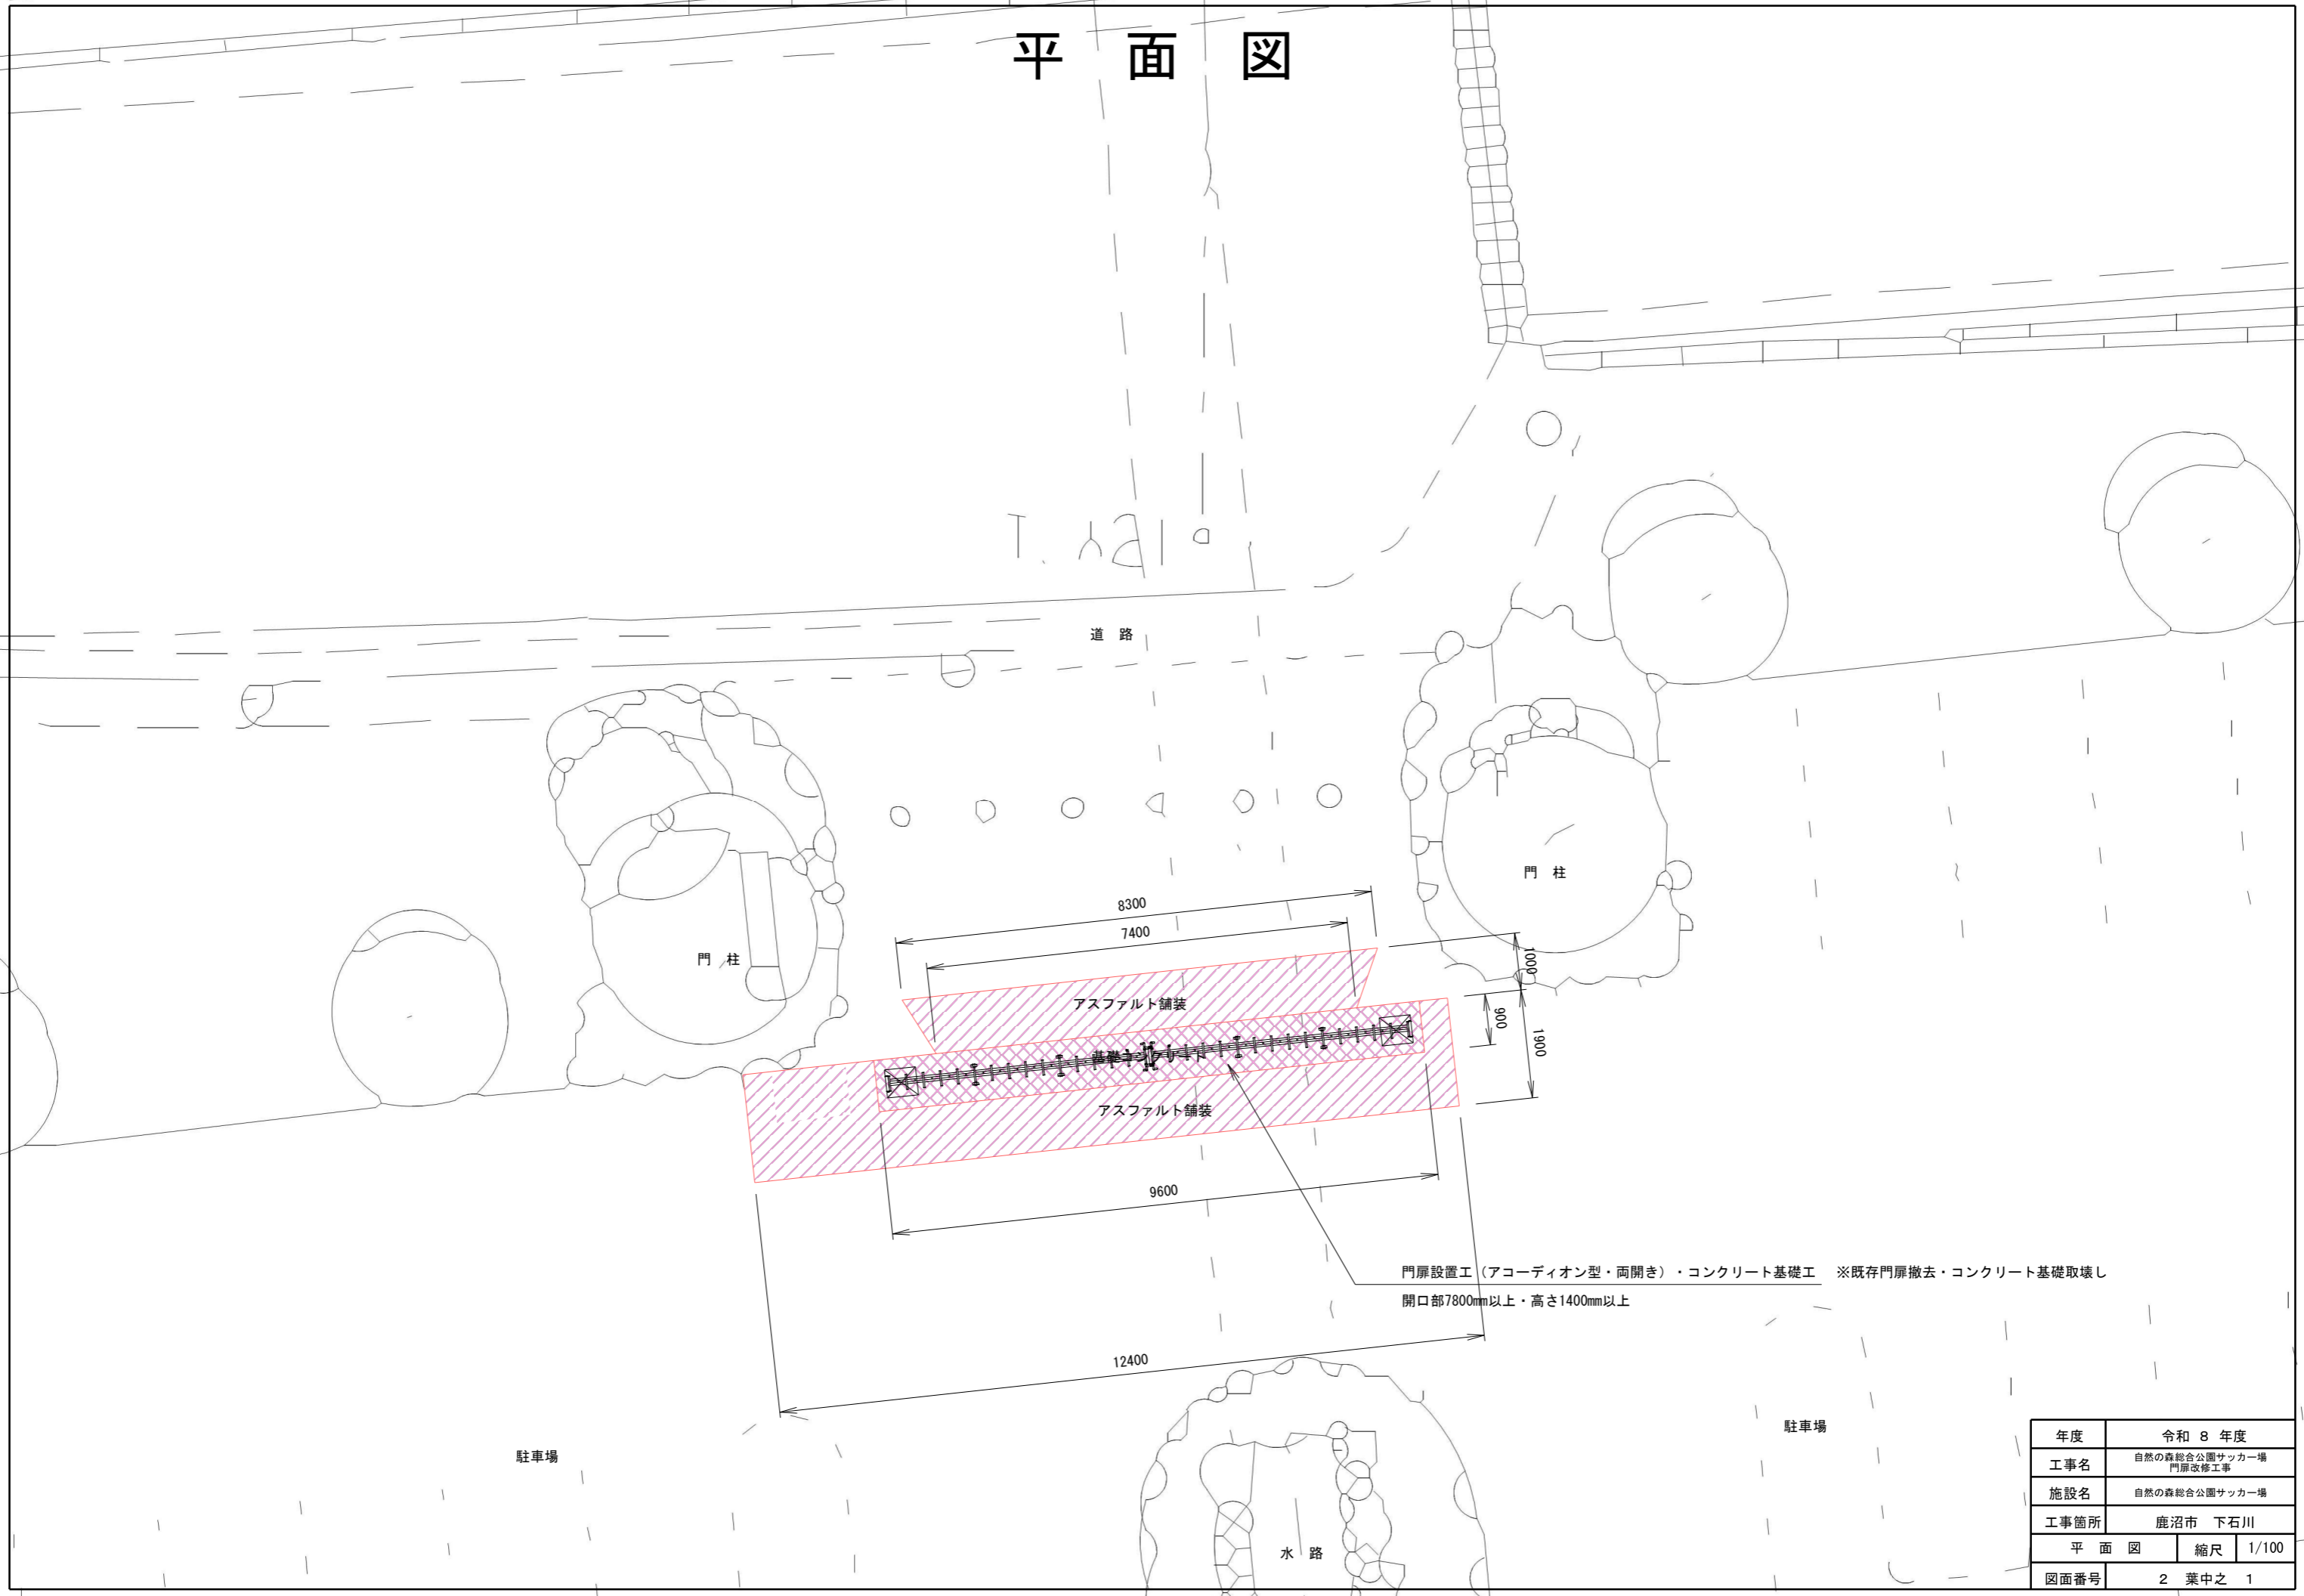 平 面 図
道 路
門 柱
8300
7400
門 柱
1000
アスファルト舗装
900
1900
基礎コンクリート
アスファルト舗装
9600
門扉設置工（アコーディオン型・両開き）・コンクリート基礎工 ※既存門扉撤去・コンクリート基礎取壊し
開口部7800mm以上・高さ1400mm以上
12400
駐車場
駐車場
水 路
年度 令和 8 年度
工事名 自然の森総合公園サッカー場
門扉改修工事
施設名 自然の森総合公園サッカー場
工事箇所 鹿沼市 下石川
平 面 図 縮尺 1/100
図面番号 2 葉中之 1